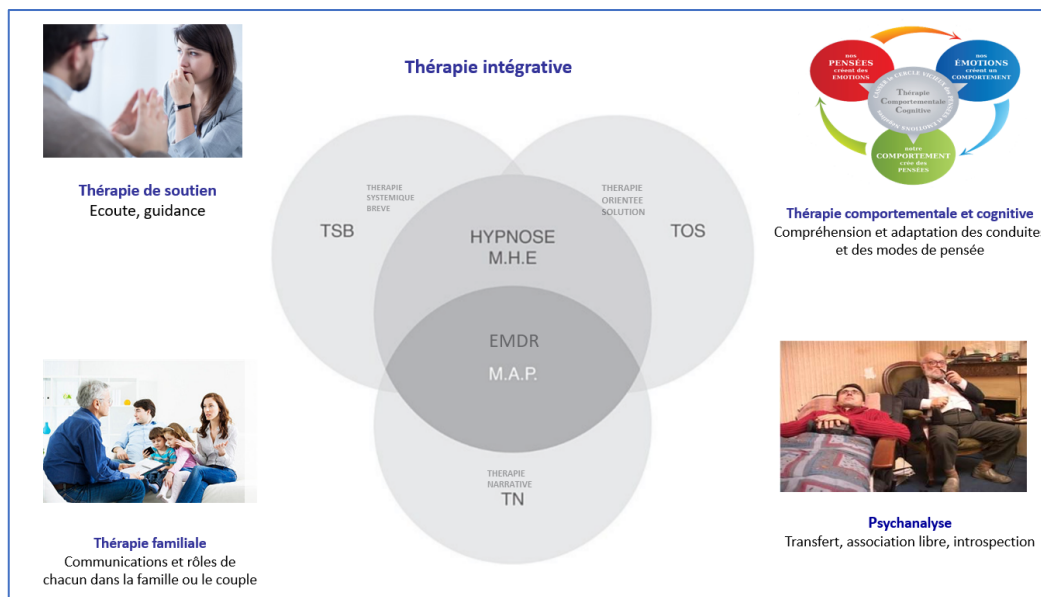 Thérapie intégrative
Thérapie de soutien
Ecoute, guidance
THERAPIE
SYSTEMIQUE
BREVE
TSB
THERAPIE
ORIENTEE
SOLUTION
TOS
HYPNOSE
M.H.E
EMDR
M.A.P.
THERAPIE
NARRATIVE
TN
nos
PENSÉES
créent des
EMOTIONS
nos
ÉMOTIONS
créent un
COMPORTEMENT
Thérapie
Comportementale
Cognitive
notre
COMPORTEMENT
crée des
PENSÉES
Thérapie comportementale et cognitive
Compréhension et adaptation des conduites
et des modes de pensée
Thérapie familiale
Communications et rôles de
chacun dans la famille ou le couple
Psychanalyse
Transfert, association libre, introspection